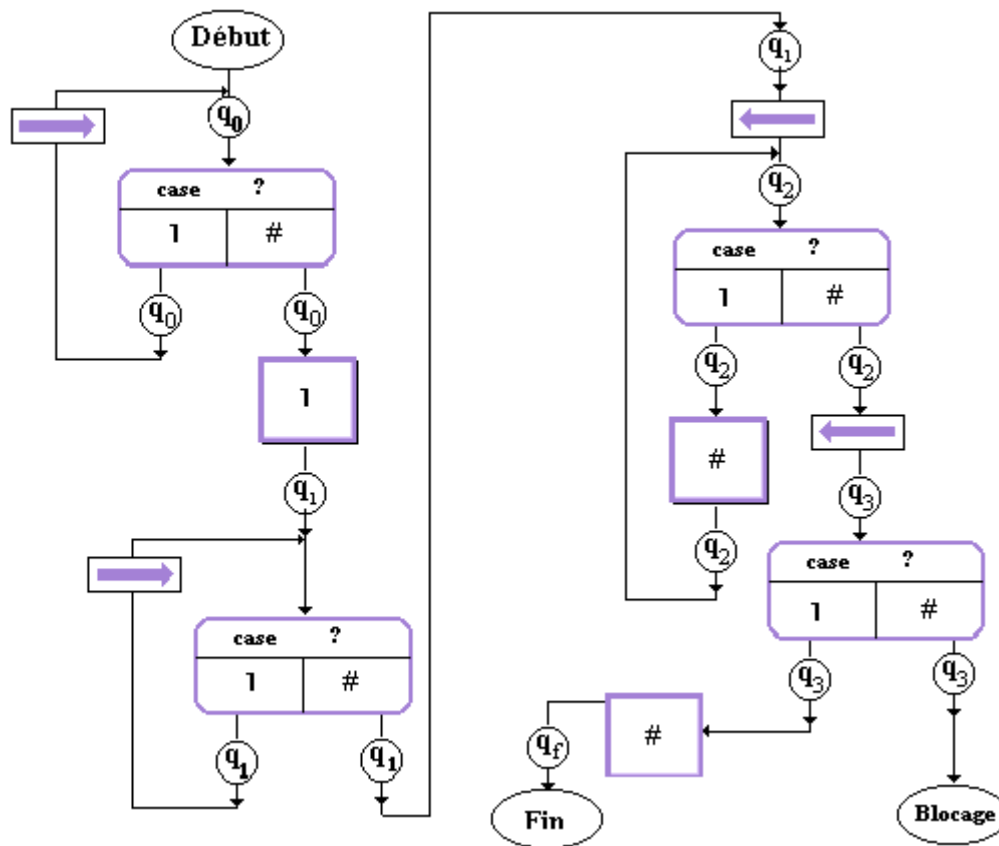 Début
q0
case ?
1 #
q0 q0
1
q1
case ?
1 #
q1 q1
q1
q2
case ?
1 #
q2 q2
#
q3
q2
case ?
1 #
q3 q3
#
qf
Fin
Blocage